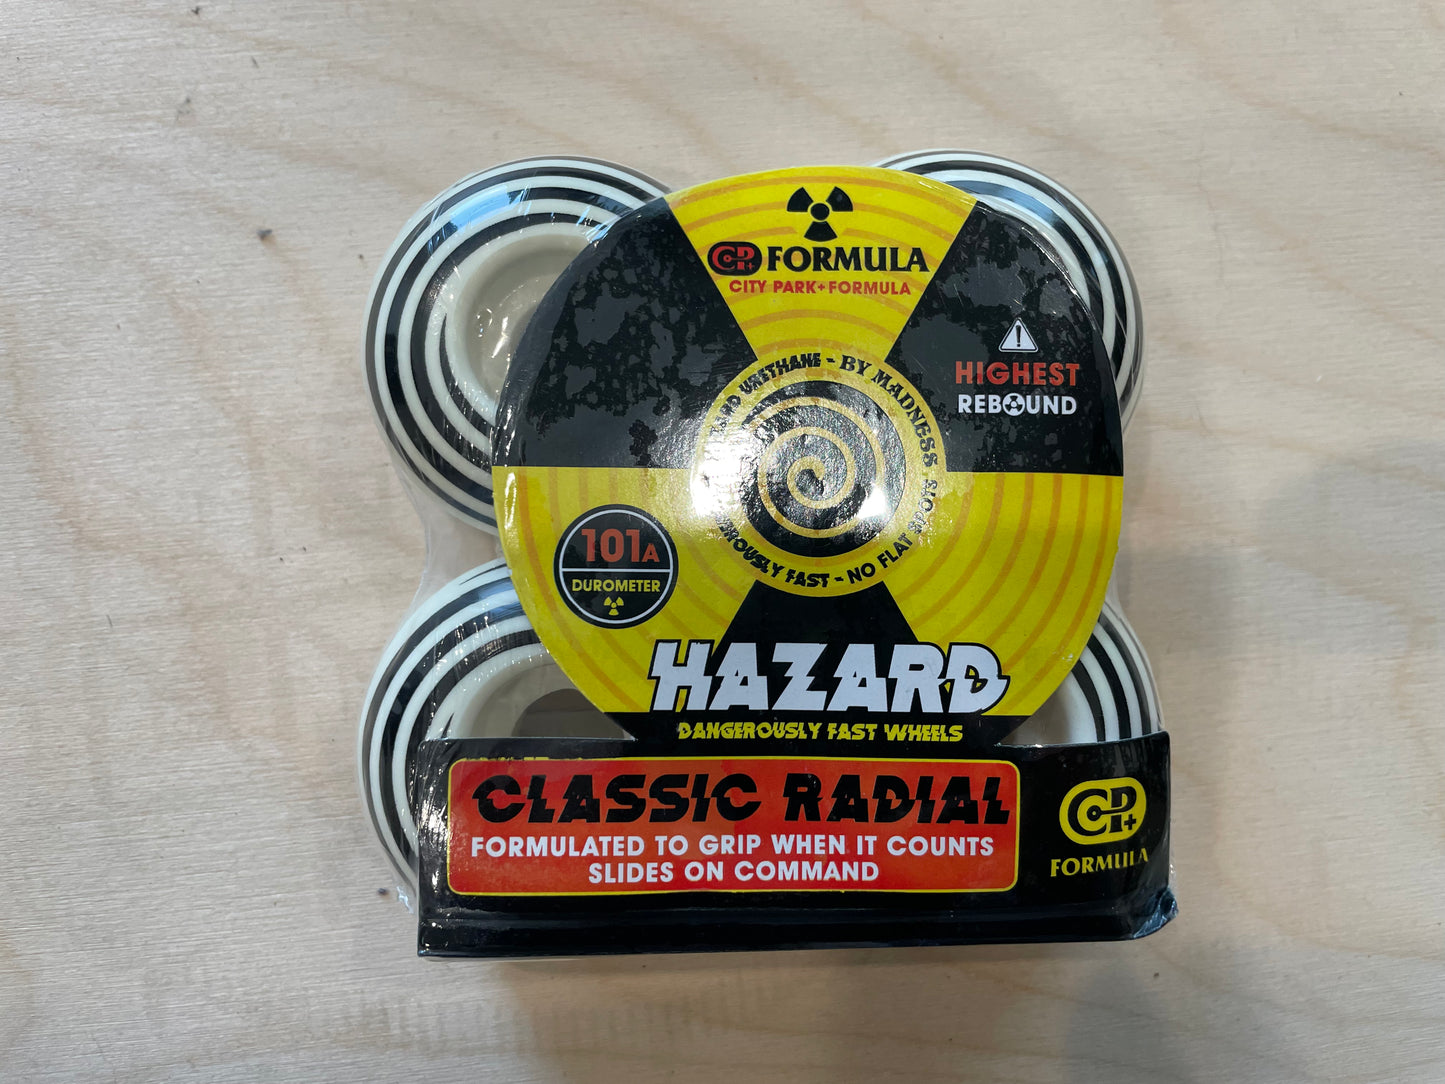 CP+ FORMULA
CITY PARK+FORMULA
HIGHEST
REBOUND
URETHANE - BY MADNESS
FAST - NO FLAT SPOTS
101A
DUROMETER
HAZARD
DANGEROUSLY FAST WHEELS
CLASSIC RADIAL
FORMULATED TO GRIP WHEN IT COUNTS
SLIDES ON COMMAND
CP+
FORMULA